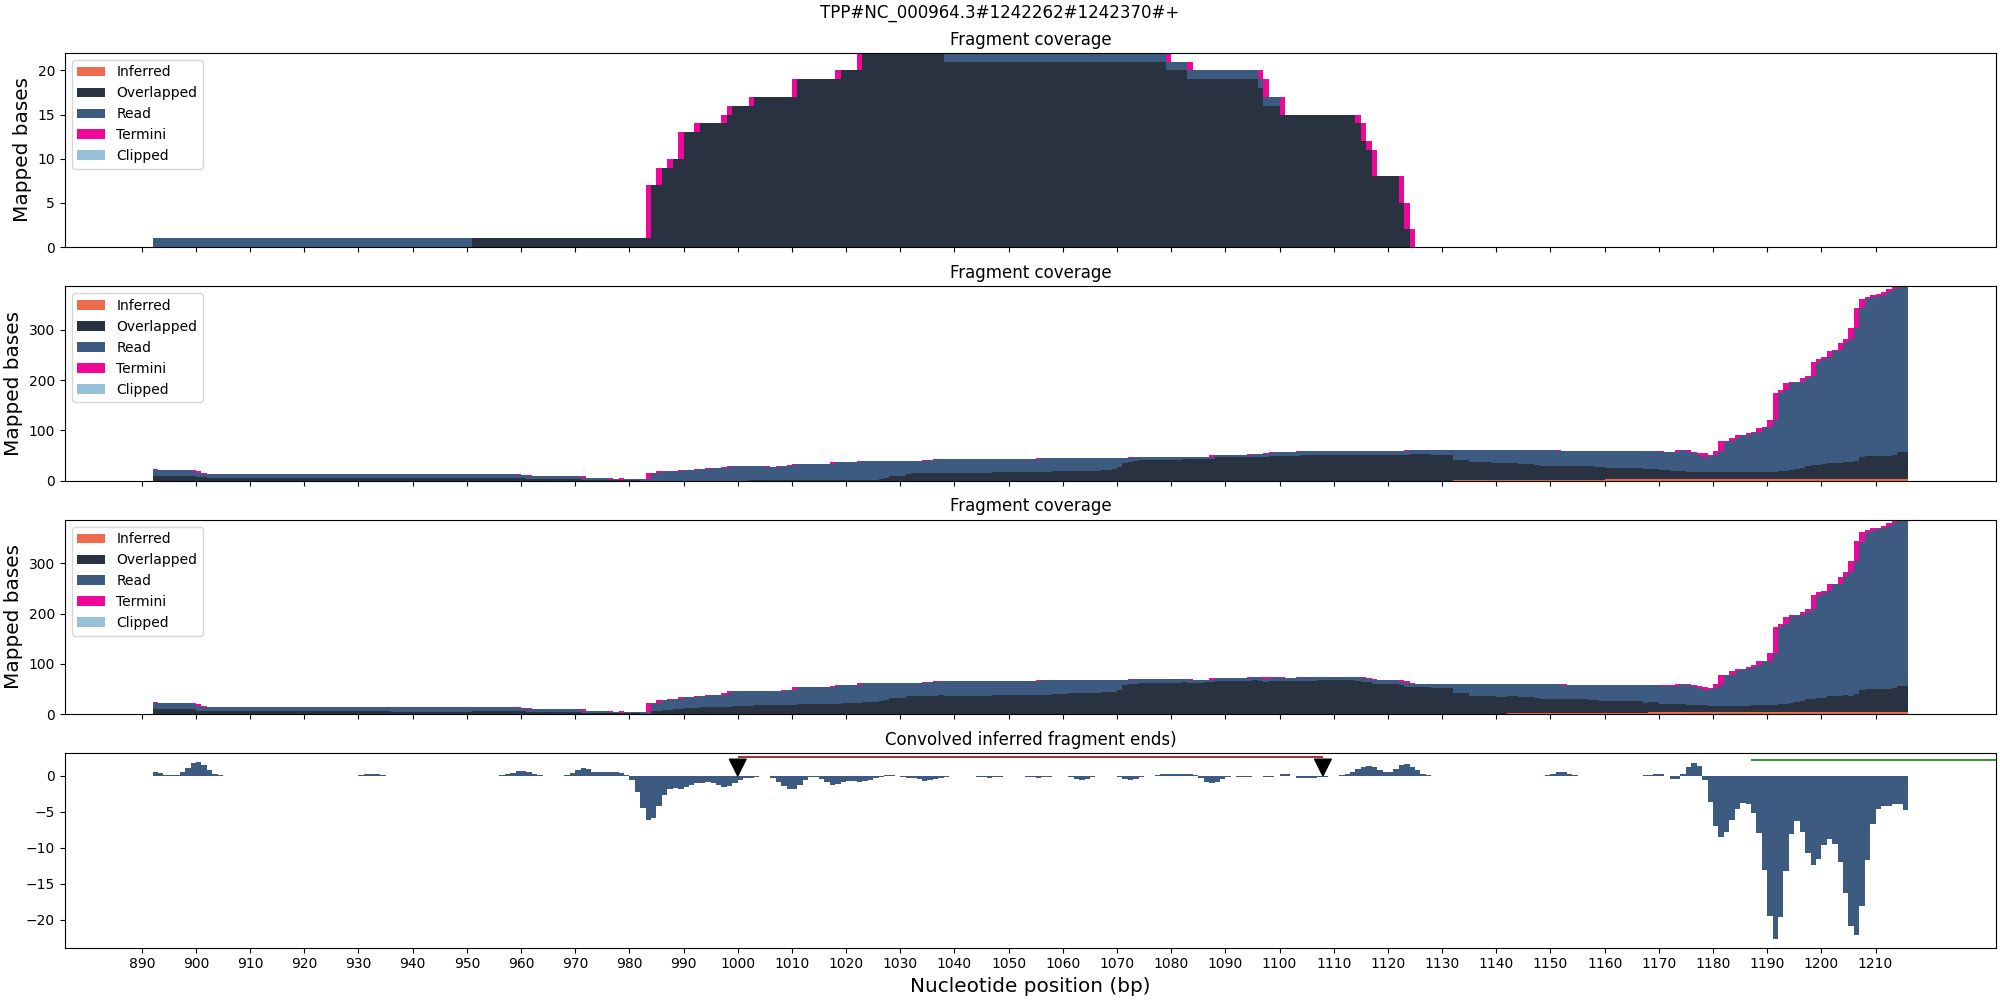 TPP#NC_000964.3#1242262#1242370#+
Fragment coverage
Mapped bases
20
15
10
5
0
Inferred
Overlapped
Read
Termini
Clipped
Fragment coverage
Mapped bases
300
200
100
0
Inferred
Overlapped
Read
Termini
Clipped
Fragment coverage
Mapped bases
300
200
100
0
Inferred
Overlapped
Read
Termini
Clipped
Convolved inferred fragment ends)
0
−5
−10
−15
−20
890 900 910 920 930 940 950 960 970 980 990 1000 1010 1020 1030 1040 1050 1060 1070 1080 1090 1100 1110 1120 1130 1140 1150 1160 1170 1180 1190 1200 1210
Nucleotide position (bp)